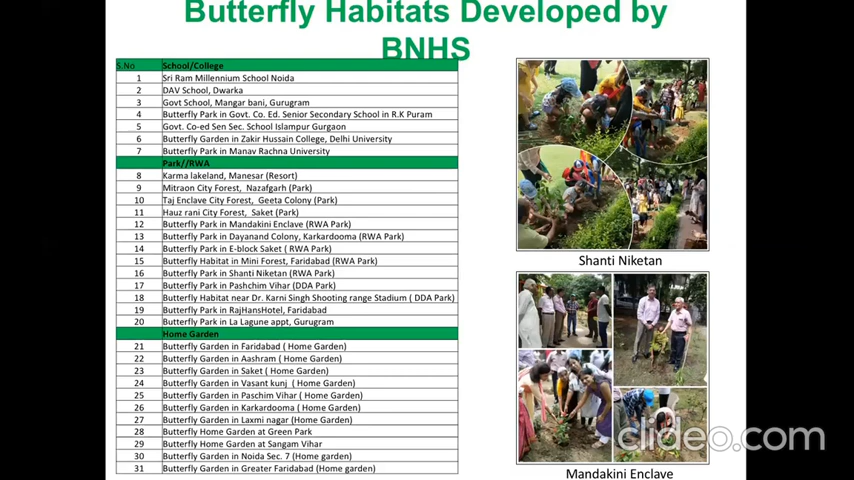 Butterfly Habitats Developed by
BNHS
S.No School/College
1 Sri Ram Millennium School Noida
2 DAV School, Dwarka
3 Govt School, Mangar bani, Gurugram
4 Butterfly Park in Govt. Co. Ed. Senior Secondary School in R.K Puram
5 Govt. Co-ed Sen Sec. School Islampur Gurgaon
6 Butterfly Garden in Zakir Hussain College, Delhi University
7 Butterfly Park in Manav Rachna University
Park//RWA
8 Karma lakeland, Manesar (Resort)
9 Mitraon City Forest, Nazafgarh (Park)
10 Taj Enclave City Forest, Geeta Colony (Park)
11 Hauz rani City Forest, Saket (Park)
12 Butterfly Park in Mandakini Enclave (RWA Park)
13 Butterfly Park in Dayanand Colony, Karkardooma (RWA Park)
14 Butterfly Park in E-block Saket ( RWA Park)
15 Butterfly Habitat in Mini Forest, Faridabad (RWA Park)
16 Butterfly Park in Shanti Niketan (RWA Park)
17 Butterfly Park in Pashchim Vihar (DDA Park)
18 Butterfly Habitat near Dr. Karni Singh Shooting range Stadium ( DDA Park)
19 Butterfly Park in RajHansHotel, Faridabad
20 Butterfly Park in La Lagune appt, Gurugram
Home Garden
21 Butterfly Garden in Faridabad ( Home Garden)
22 Butterfly Garden in Aashram ( Home Garden)
23 Butterfly Garden in Saket ( Home Garden)
24 Butterfly Garden in Vasant kunj ( Home Garden)
25 Butterfly Garden in Paschim Vihar ( Home Garden)
26 Butterfly Garden in Karkardooma ( Home Garden)
27 Butterfly Garden in Laxmi nagar (Home Garden)
28 Butterfly Home Garden at Green Park
29 Butterfly Home Garden at Sangam Vihar
30 Butterfly Garden in Noida Sec. 7 (Home garden)
31 Butterfly Garden in Greater Faridabad (Home garden)
Shanti Niketan
Mandakini Enclave
clideo.com